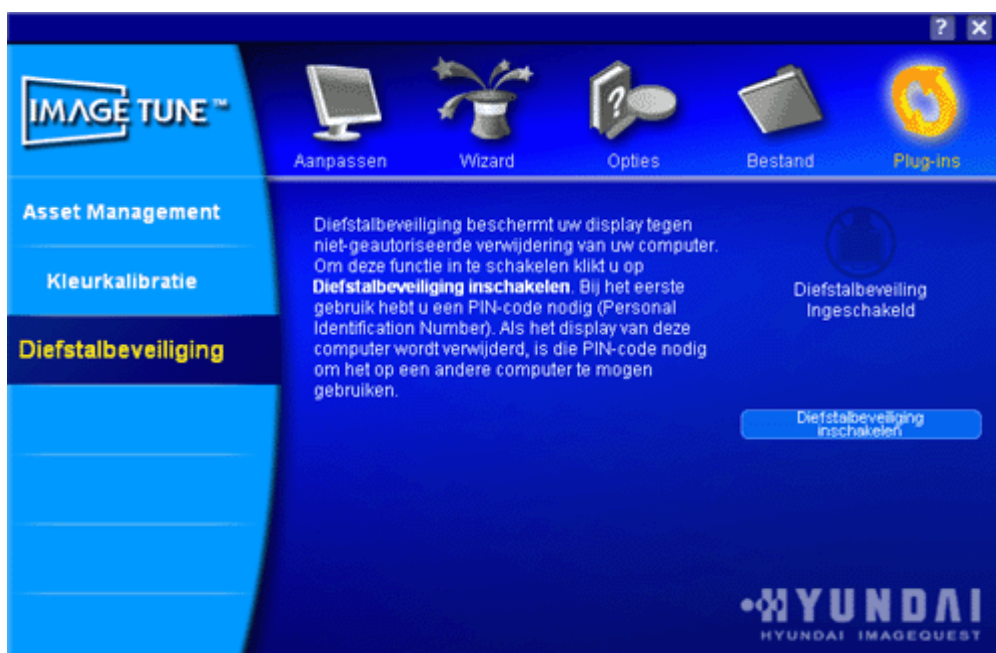 ? X
IMAGE TUNE™
Aanpassen
Wizard
Opties
Bestand
Plug-ins
Asset Management
Kleurkalibratie
Diefstalbeveiliging
Diefstalbeveiliging beschermt uw display tegen
niet-geautoriseerde verwijdering van uw computer.
Om deze functie in te schakelen klikt u op
Diefstalbeveiliging inschakelen. Bij het eerste
gebruik hebt u een PIN-code nodig (Personal
Identification Number). Als het display van deze
computer wordt verwijderd, is die PIN-code nodig
om het op een andere computer te mogen
gebruiken.
Diefstalbeveiling
Ingeschakeld
Diefstalbeveiliging
inschakelen
HYUNDAI
HYUNDAI IMAGEQUEST